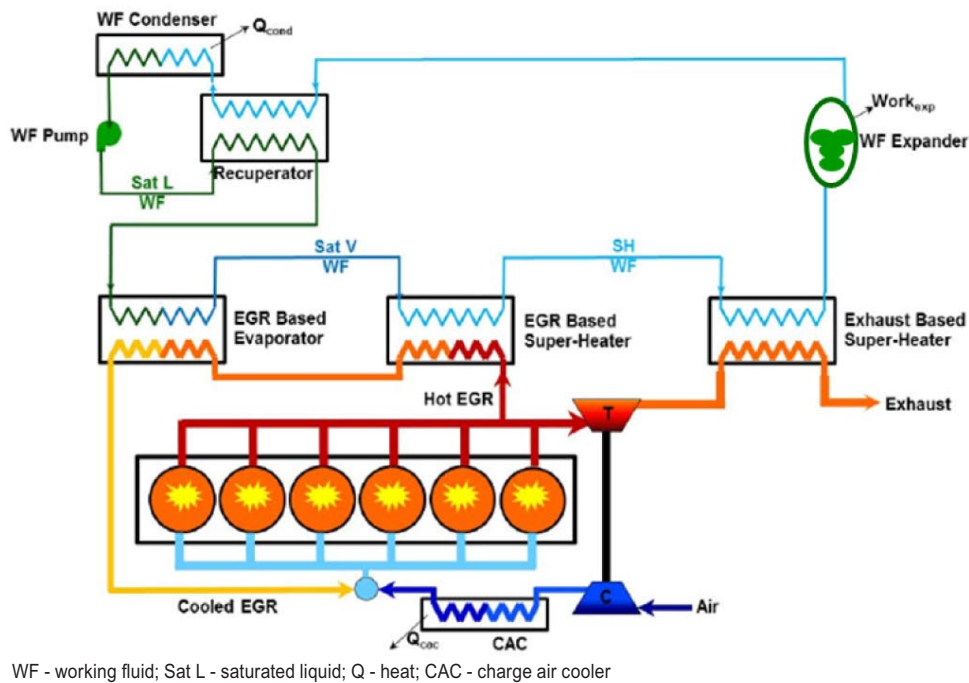 WF Condenser
Qcond
WF Pump
Sat L
WF
Recuperator
Workexp
WF Expander
Sat V
WF
SH
WF
EGR Based
Evaporator
EGR Based
Super-Heater
Exhaust Based
Super-Heater
Hot EGR
T
Exhaust
Cooled EGR
C
Air
Qcac
CAC
WF - working fluid; Sat L - saturated liquid; Q - heat; CAC - charge air cooler